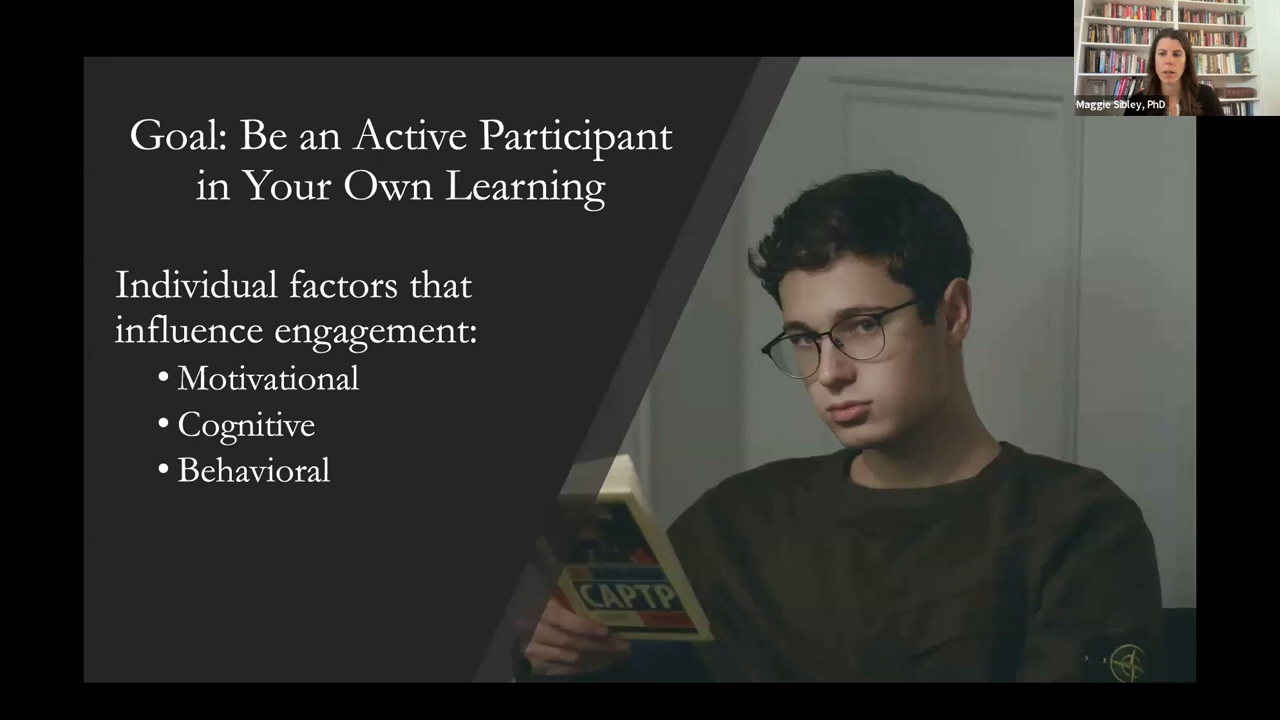 Maggie Sibley, PhD
Goal: Be an Active Participant
in Your Own Learning
Individual factors that
influence engagement:
• Motivational
• Cognitive
• Behavioral
CAPTP